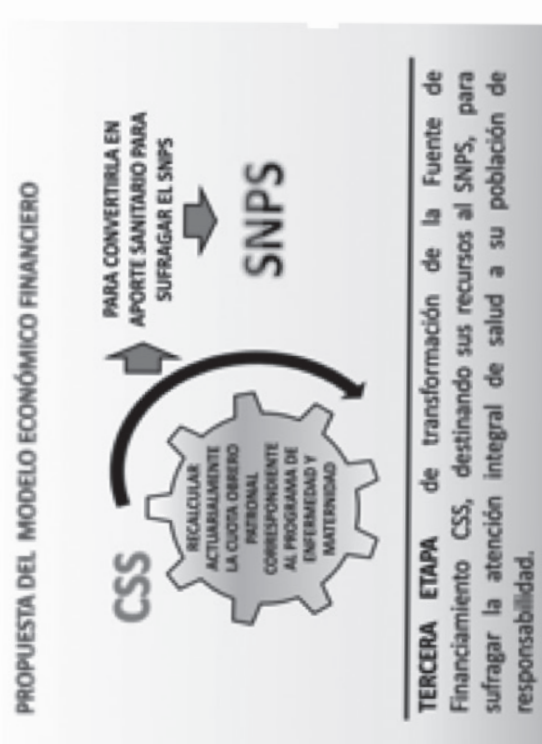 PROPUESTA DEL MODELO ECONÓMICO FINANCIERO
CSS
RECALCULAR
ACTUARIALMENTE
LA CUOTA OBRERO
PATRONAL
CORRESPONDIENTE
AL PROGRAMA DE
ENFERMEDAD Y
MATERNIDAD
PARA CONVERTIRLA EN
APORTE SANITARIO PARA
SUFRAGAR EL SNPS
SNPS
TERCERA ETAPA de transformación de la Fuente de
Financiamiento CSS, destinando sus recursos al SNPS, para
sufragar la atención integral de salud a su población de
responsabilidad.